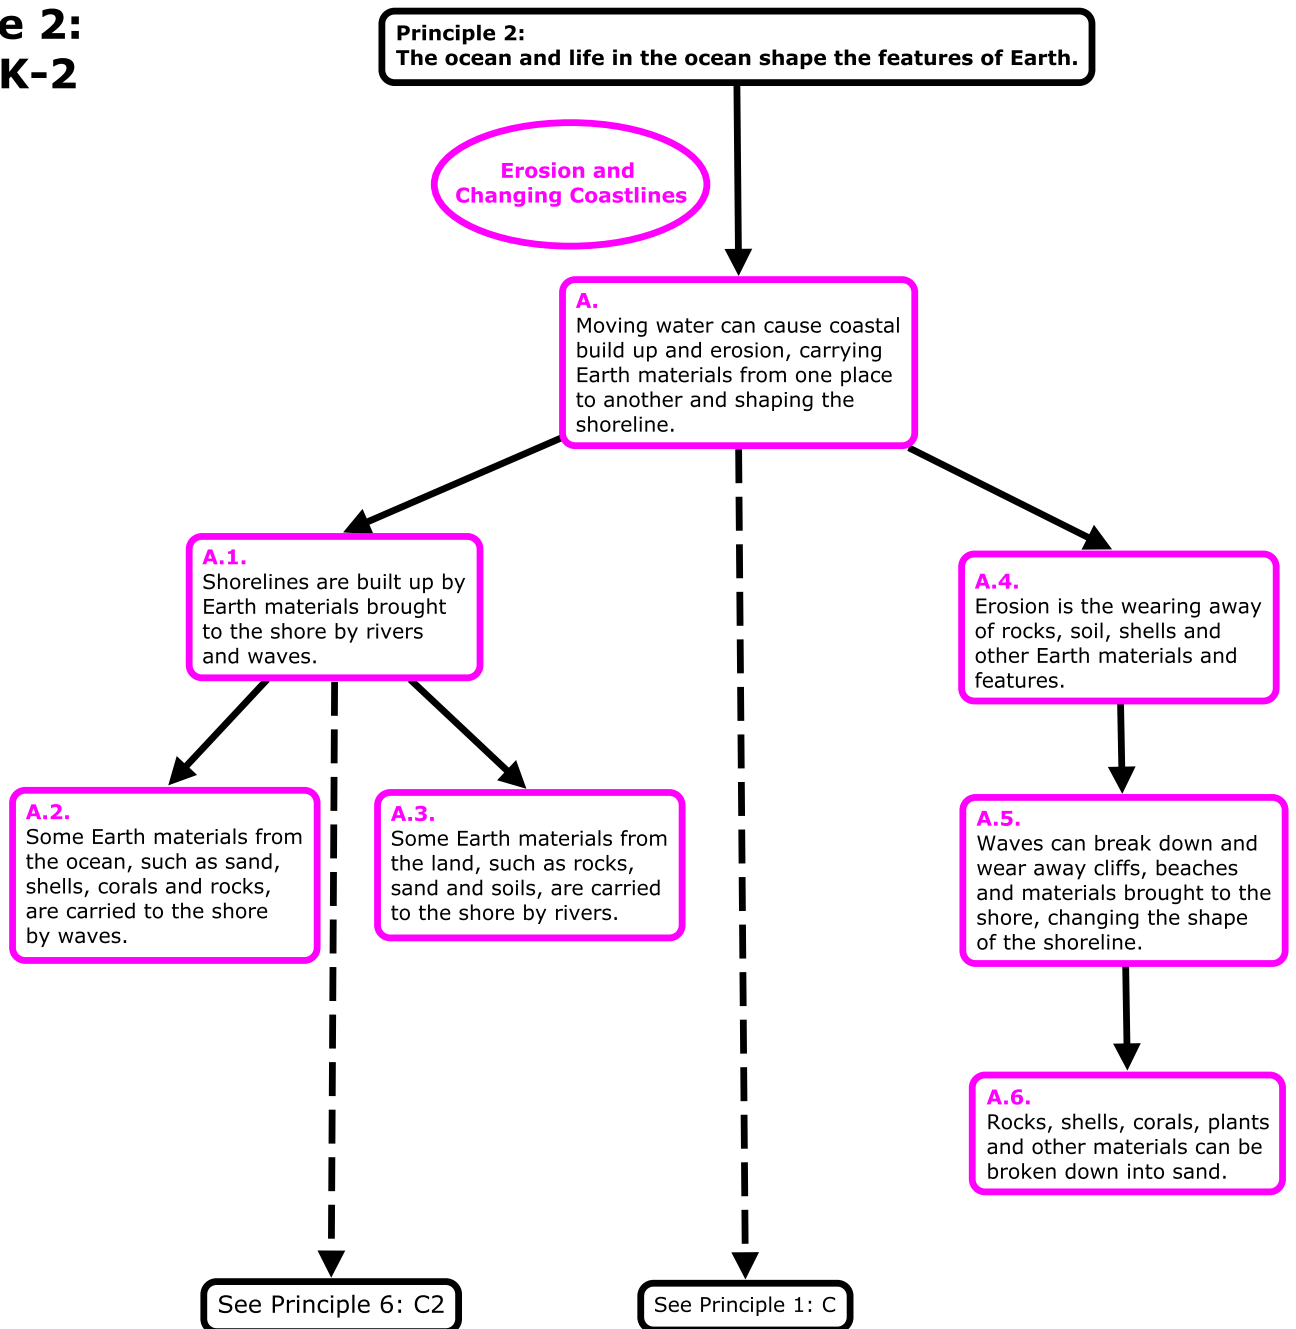 e 2:
K–2
Principle 2:
The ocean and life in the ocean shape the features of Earth.
Erosion and
Changing Coastlines
A.
Moving water can cause coastal
build up and erosion, carrying
Earth materials from one place
to another and shaping the
shoreline.
A.1.
Shorelines are built up by
Earth materials brought
to the shore by rivers
and waves.
A.4.
Erosion is the wearing away
of rocks, soil, shells and
other Earth materials and
features.
A.2.
Some Earth materials from
the ocean, such as sand,
shells, corals and rocks,
are carried to the shore
by waves.
A.3.
Some Earth materials from
the land, such as rocks,
sand and soils, are carried
to the shore by rivers.
A.5.
Waves can break down and
wear away cliffs, beaches
and materials brought to the
shore, changing the shape
of the shoreline.
A.6.
Rocks, shells, corals, plants
and other materials can be
broken down into sand.
See Principle 6: C2
See Principle 1: C